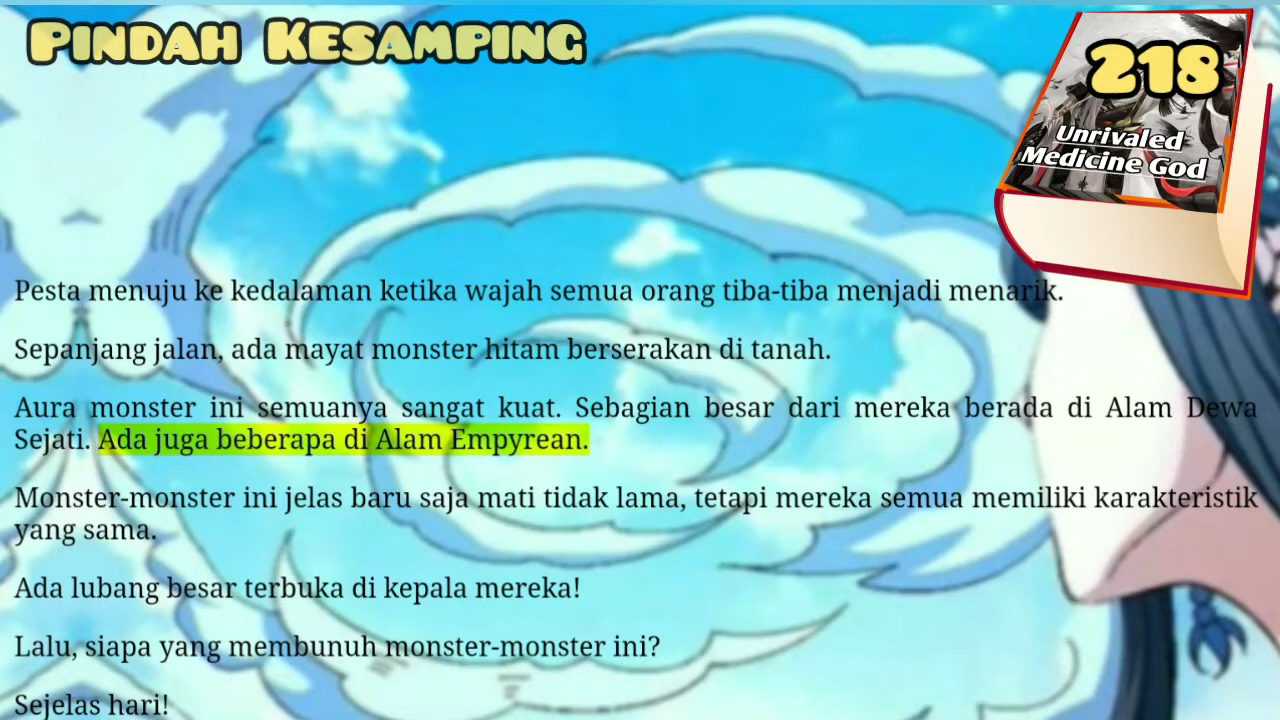 Pindah Kesamping
218
Unrivaled
Medicine God
Pesta menuju ke kedalaman ketika wajah semua orang tiba-tiba menjadi menarik.
Sepanjang jalan, ada mayat monster hitam berserakan di tanah.
Aura monster ini semuanya sangat kuat. Sebagian besar dari mereka berada di Alam Dewa
Sejati. Ada juga beberapa di Alam Empyrean.
Monster-monster ini jelas baru saja mati tidak lama, tetapi mereka semua memiliki karakteristik
yang sama.
Ada lubang besar terbuka di kepala mereka!
Lalu, siapa yang membunuh monster-monster ini?
Sejelas hari!